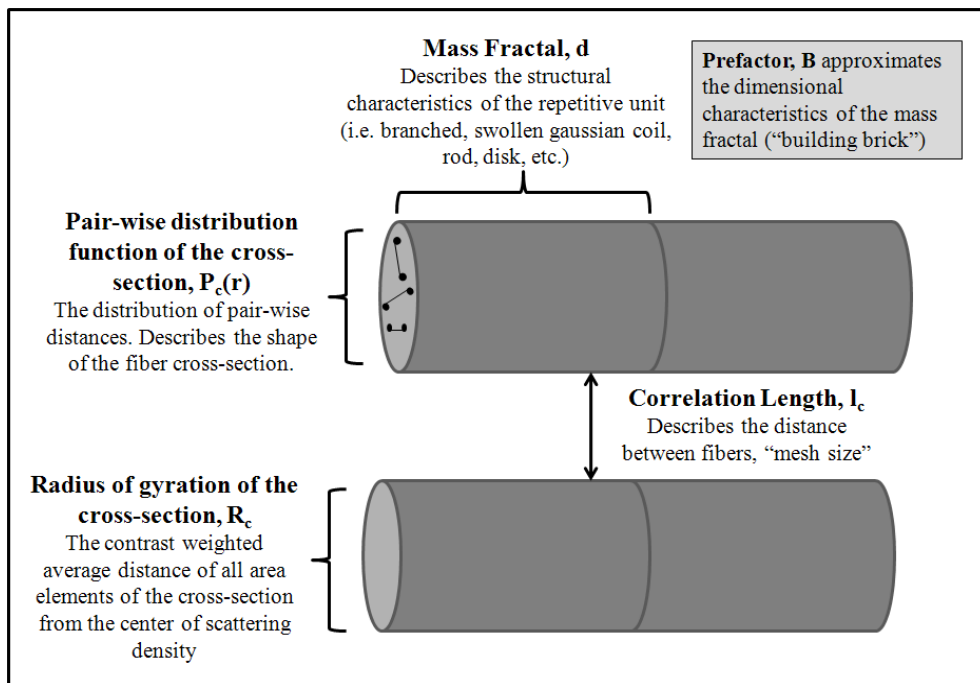 Mass Fractal, d
Describes the structural
characteristics of the repetitive unit
(i.e. branched, swollen gaussian coil,
rod, disk, etc.)
Prefactor, B approximates
the dimensional
characteristics of the mass
fractal (“building brick”)
Pair-wise distribution
function of the cross-
section, Pc(r)
The distribution of pair-wise
distances. Describes the shape
of the fiber cross-section.
Correlation Length, lc
Describes the distance
between fibers, “mesh size”
Radius of gyration of the
cross-section, Rc
The contrast weighted
average distance of all area
elements of the cross-section
from the center of scattering
density